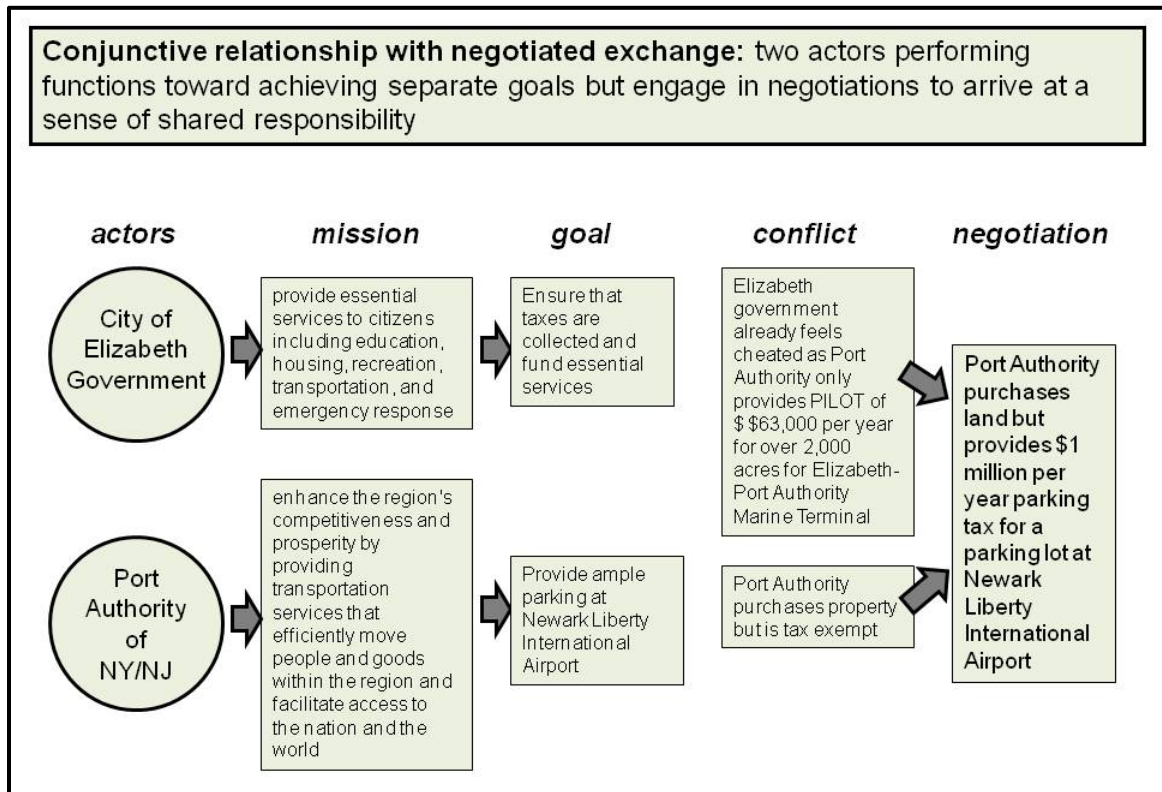 Conjunctive relationship with negotiated exchange: two actors performing
functions toward achieving separate goals but engage in negotiations to arrive at a
sense of shared responsibility
actors
mission
goal
conflict
negotiation
City of
Elizabeth
Government
provide essential
services to citizens
including education,
housing, recreation,
transportation, and
emergency response
Ensure that
taxes are
collected and
fund essential
services
Elizabeth
government
already feels
cheated as Port
Authority only
provides PILOT of
$ $63,000 per year
for over 2,000
acres for Elizabeth-
Port Authority
Marine Terminal
Port
Authority
of
NY/NJ
enhance the region's
competitiveness and
prosperity by
providing
transportation
services that
efficiently move
people and goods
within the region and
facilitate access to
the nation and the
world
Provide ample
parking at
Newark Liberty
International
Airport
Port Authority
purchases property
but is tax exempt
Port Authority
purchases
land but
provides $1
million per
year parking
tax for a
parking lot at
Newark
Liberty
International
Airport